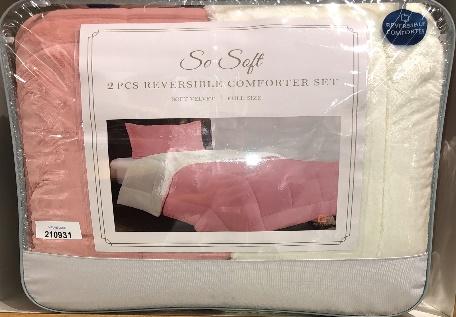 REVERSIBLE
COMFORTER
So Soft
2 PCS REVERSIBLE COMFORTER SET
SOFT VELVET | FULL SIZE
210931